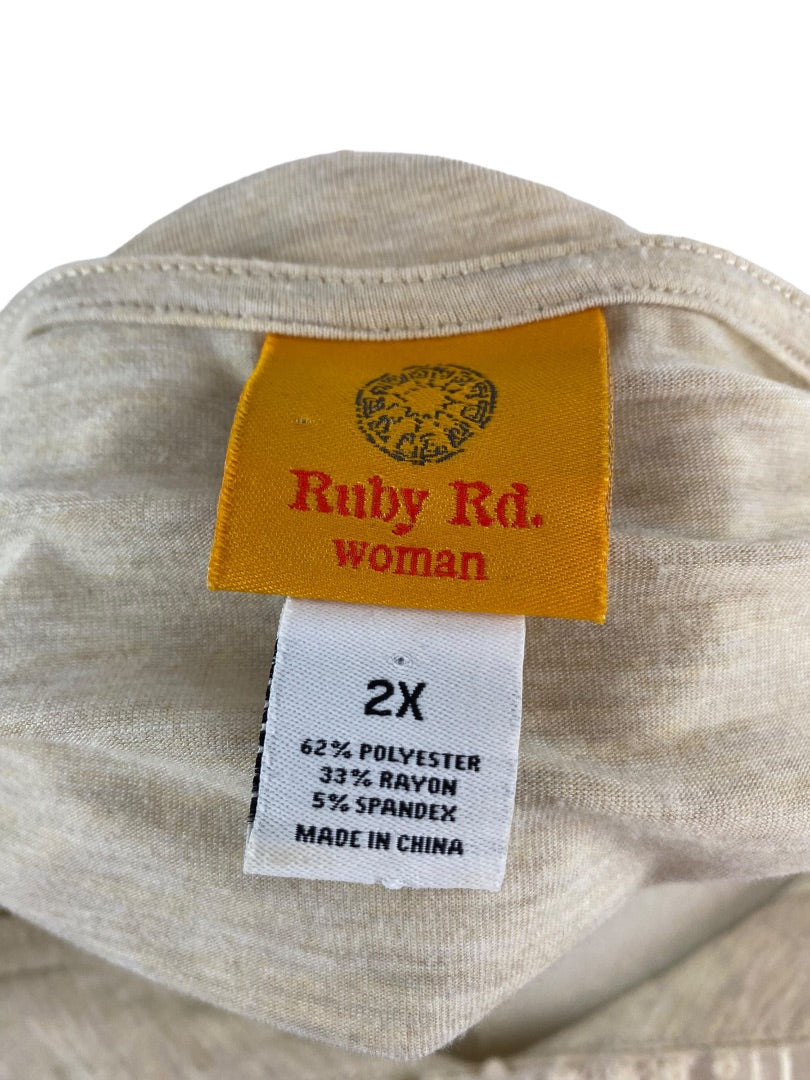 Ruby Rd.
woman
2X
62% POLYESTER
33% RAYON
5% SPANDEX
MADE IN CHINA